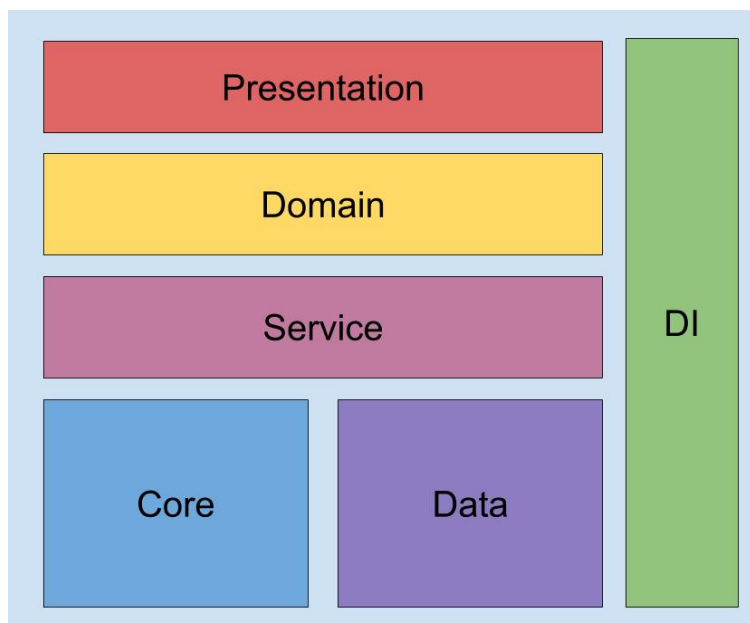 Presentation
Domain
Service
DI
Core
Data